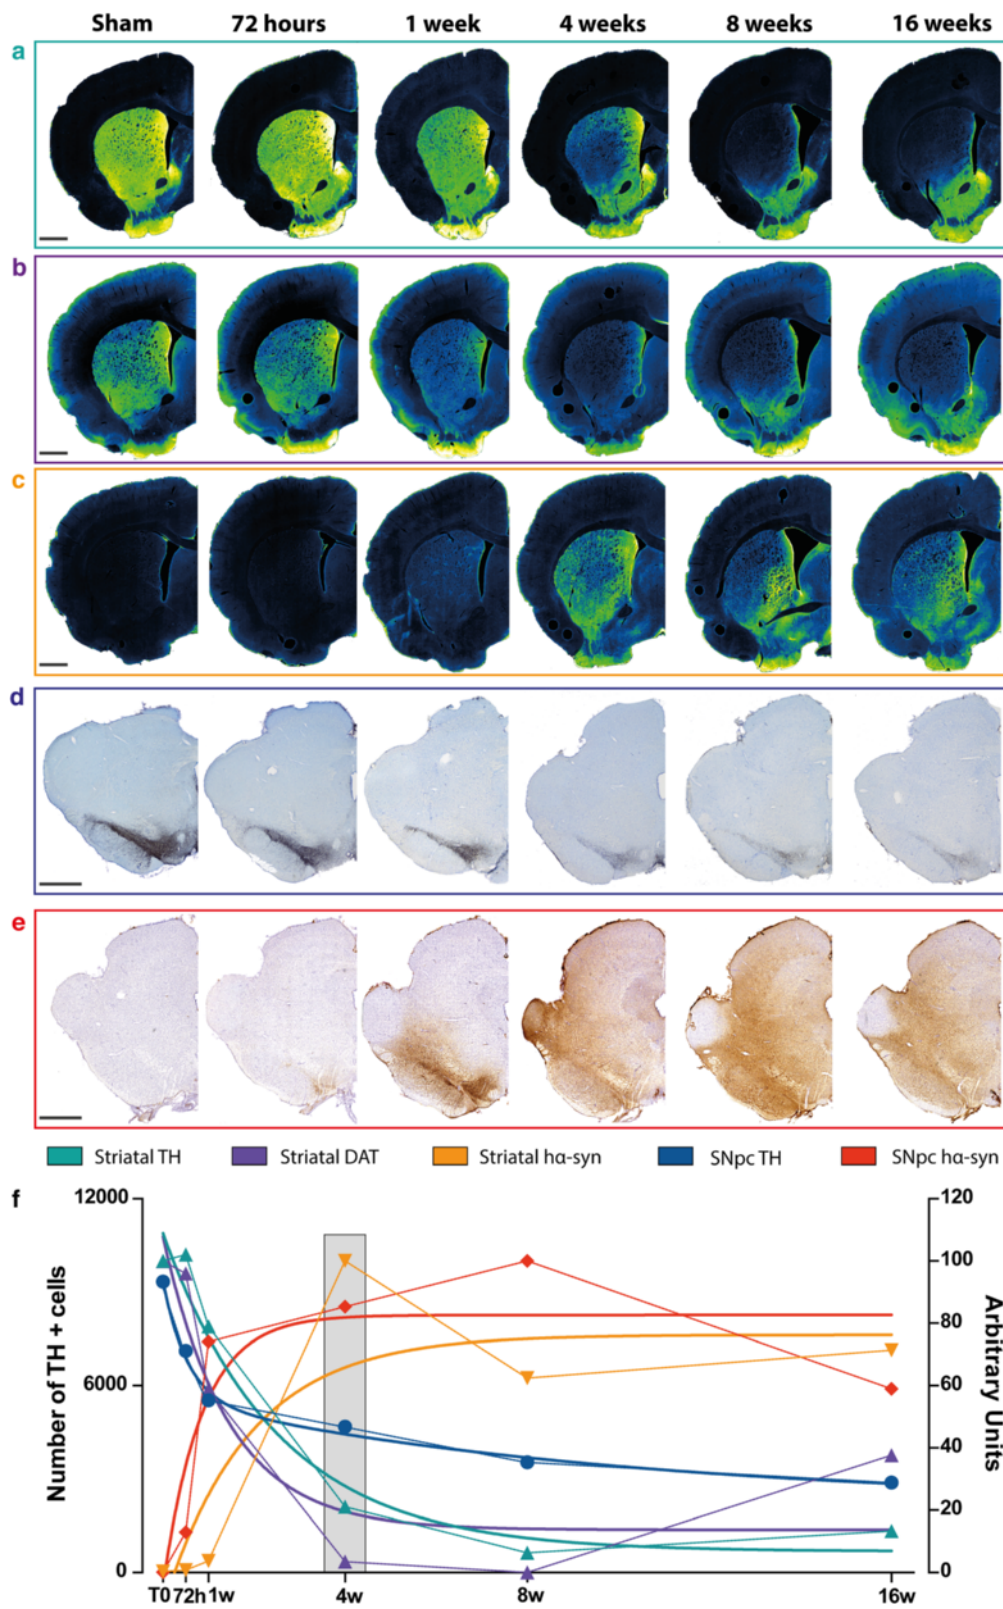 Sham 72 hours 1 week 4 weeks 8 weeks 16 weeks
a
b
c
d
e
Striatal TH Striatal DAT Striatal hα-syn SNpc TH SNpc hα-syn
f
12000
6000
0
Number of TH + cells
120
100
80
60
40
20
0
Arbitrary Units
T0 72h 1w 4w 8w 16w